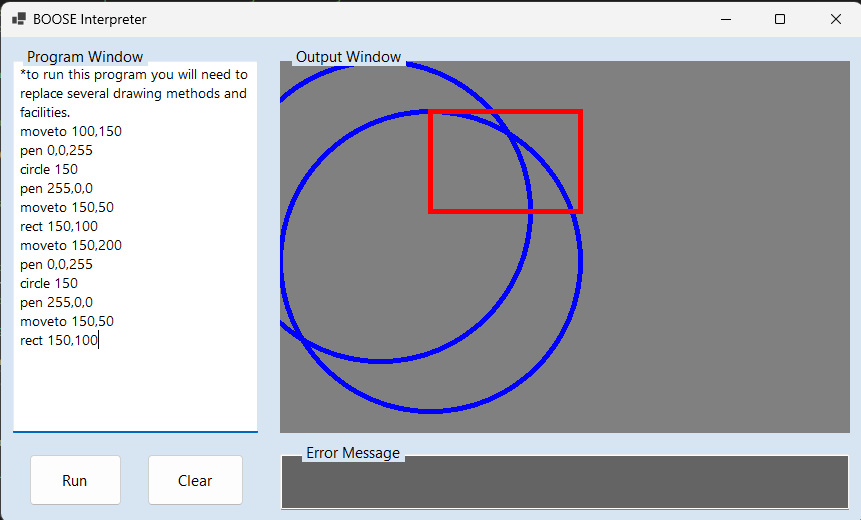 BOOSE Interpreter
Program Window
*to run this program you will need to
replace several drawing methods and
facilities.
moveto 100,150
pen 0,0,255
circle 150
pen 255,0,0
moveto 150,50
rect 150,100
moveto 150,200
pen 0,0,255
circle 150
pen 255,0,0
moveto 150,50
rect 150,100
Output Window
Error Message
Run
Clear